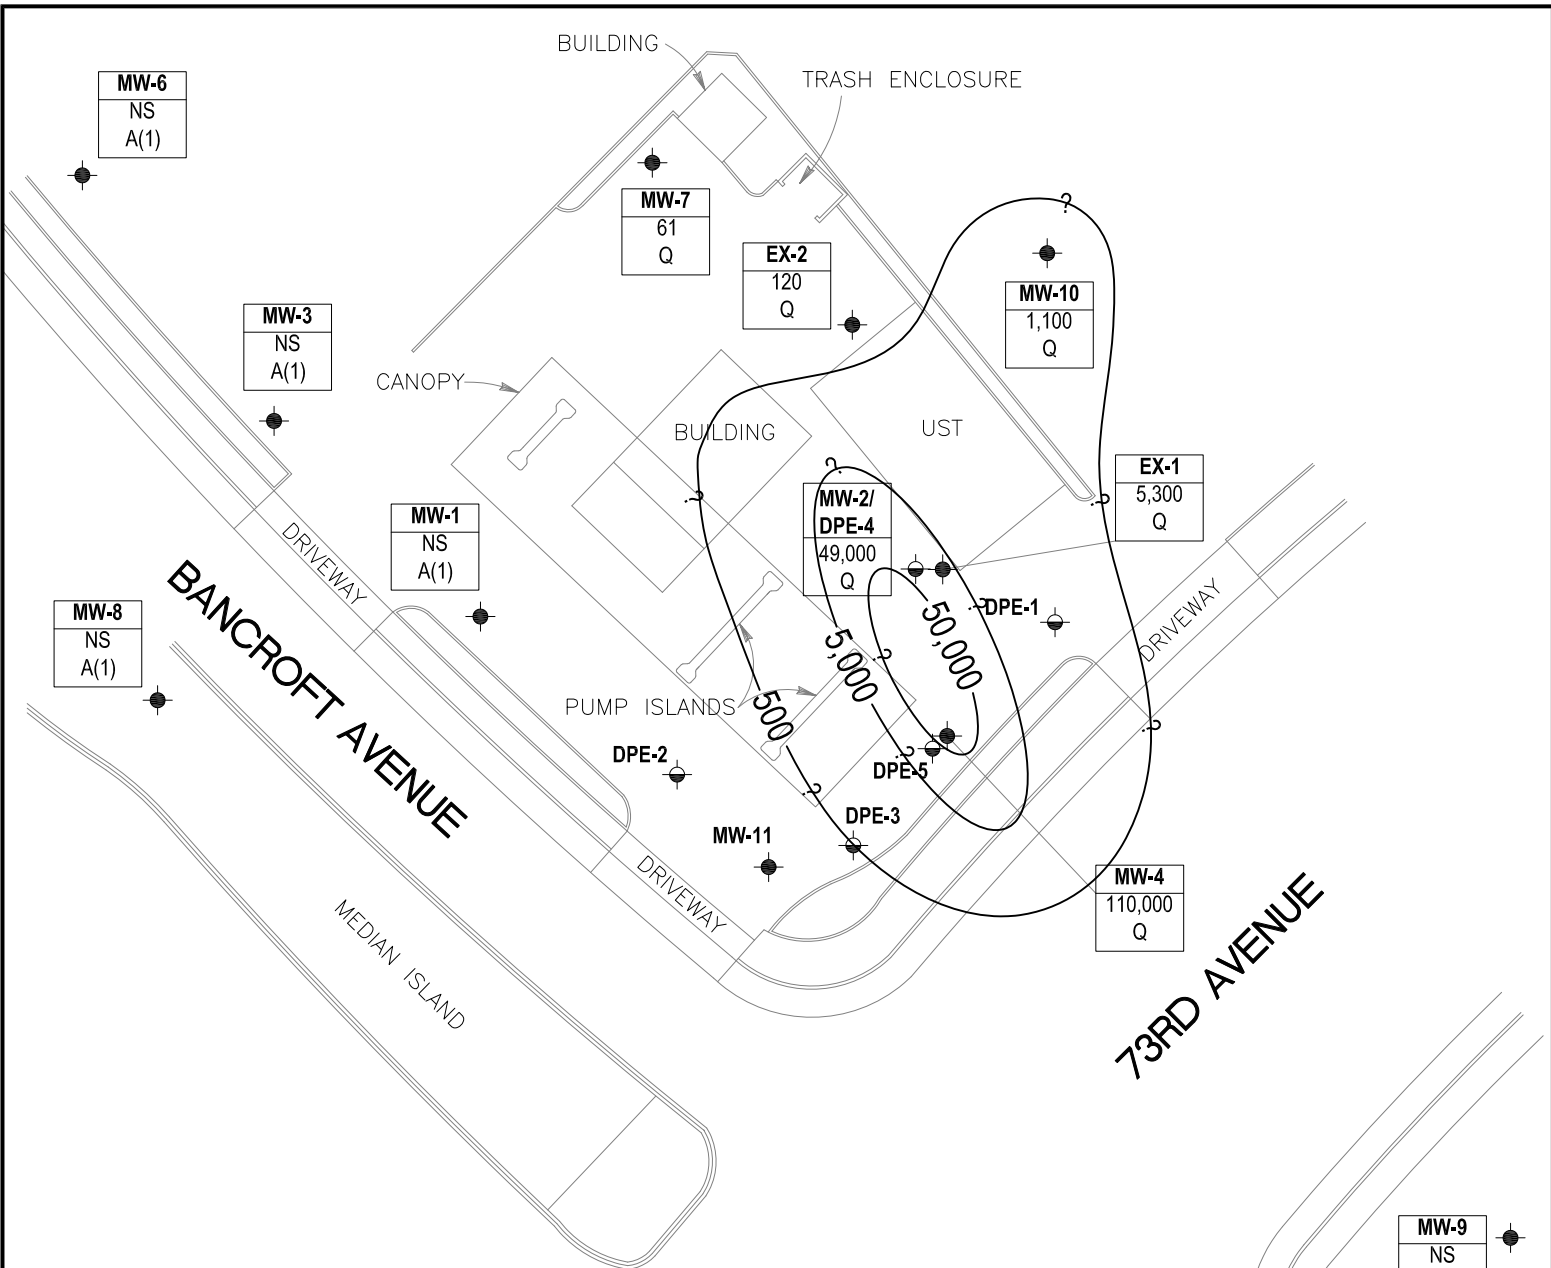 BUILDING
TRASH ENCLOSURE
MW-6
NS
A(1)
MW-7
61
Q
EX-2
120
Q
MW-10
1,100
Q
MW-3
NS
A(1)
CANOPY
BUILDING
UST
EX-1
5,300
Q
MW-2/
DPE-4
49,000
Q
MW-1
NS
A(1)
DRIVEWAY
BANCROFT AVENUE
MW-8
NS
A(1)
DPE-1
DRIVEWAY
50,000
5,000
500
?
?
?
?
?
?
?
?
?
PUMP ISLANDS
DPE-2
DPE-5
DPE-3
MW-11
DRIVEWAY
MW-4
110,000
Q
MEDIAN ISLAND
73RD AVENUE
MW-9
NS